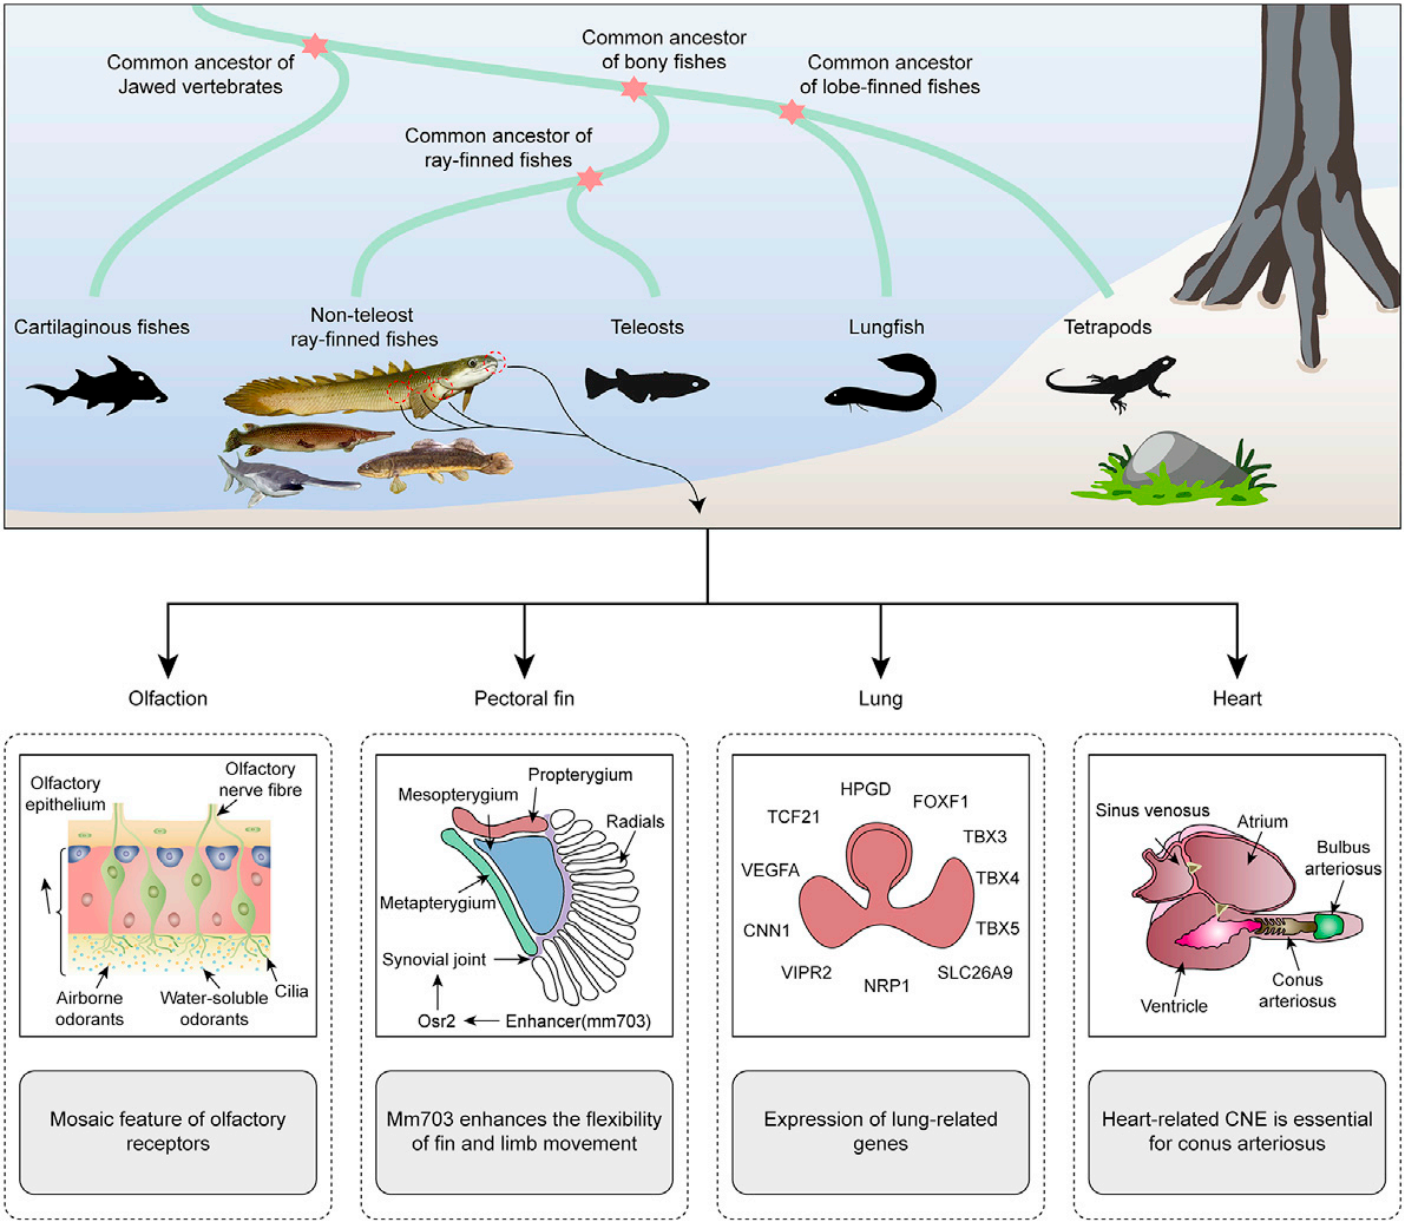 Common ancestor of
Jawed vertebrates
Common ancestor
of bony fishes
Common ancestor
of lobe-finned fishes
Common ancestor of
ray-finned fishes
Cartilaginous fishes
Non-teleost
ray-finned fishes
Teleosts
Lungfish
Tetrapods
Olfaction
Pectoral fin
Lung
Heart
Olfactory
epithelium
Olfactory
nerve fibre
Airborne
odorants
Water-soluble
odorants
Cilia
Propterygium
Mesopterygium
Radials
Metapterygium
Synovial joint
Osr2
Enhancer(mm703)
HPGD
FOXF1
TCF21
TBX3
VEGFA
TBX4
CNN1
TBX5
VIPR2
NRP1
SLC26A9
Sinus venosus
Atrium
Bulbus
arteriosus
Conus
arteriosus
Ventricle
Mosaic feature of olfactory
receptors
Mm703 enhances the flexibility
of fin and limb movement
Expression of lung-related
genes
Heart-related CNE is essential
for conus arteriosus